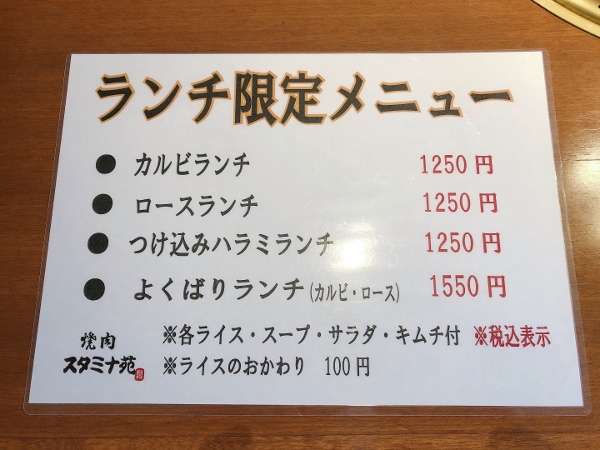 ランチ限定メニュー
● カルビランチ 1250円
● ロースランチ 1250円
● つけ込みハラミランチ 1250円
● よくばりランチ(カルビ・ロース) 1550円
※各ライス・スープ・サラダ・キムチ付 ※税込表示
※ライスのおかわり 100円
焼肉
スタミナ苑